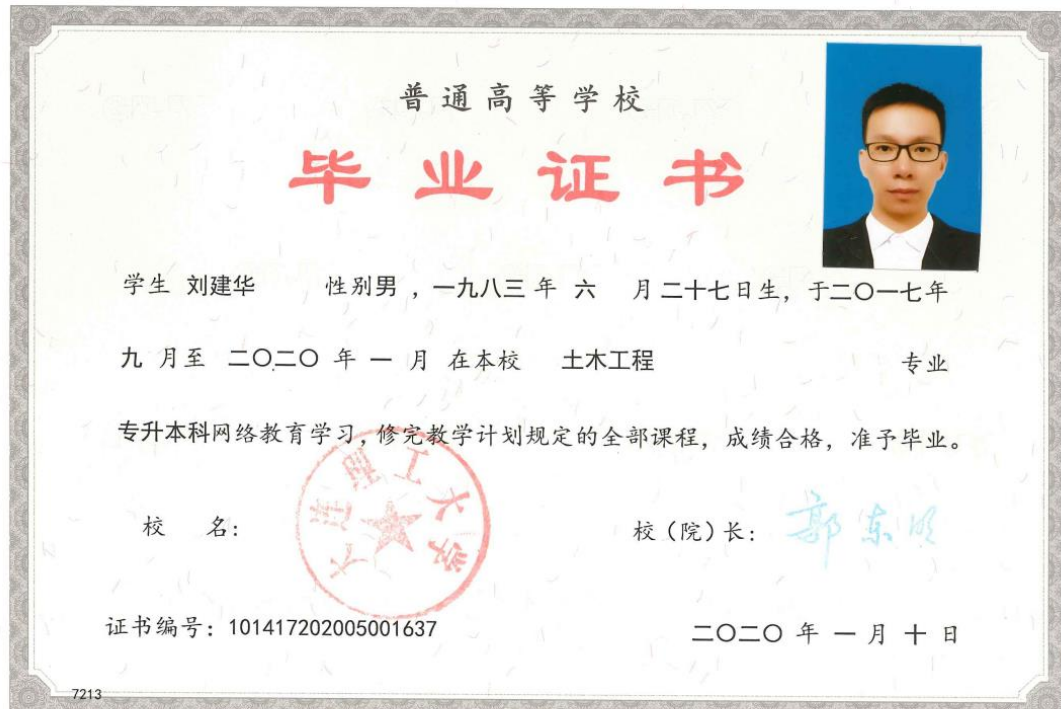 普通高等学校
毕业证书
学生 刘建华 性别男，一九八三年 六 月二十七日生，于二〇一七年
九 月至 二〇二〇 年 一 月 在本校 土木工程 专业
专升本科网络教育学习，修完教学计划规定的全部课程，成绩合格，准予毕业。
大连理工大学
校 名：
校（院）长： 郭东明
证书编号：101417202005001637
二〇二〇 年 一 月 十 日
7213